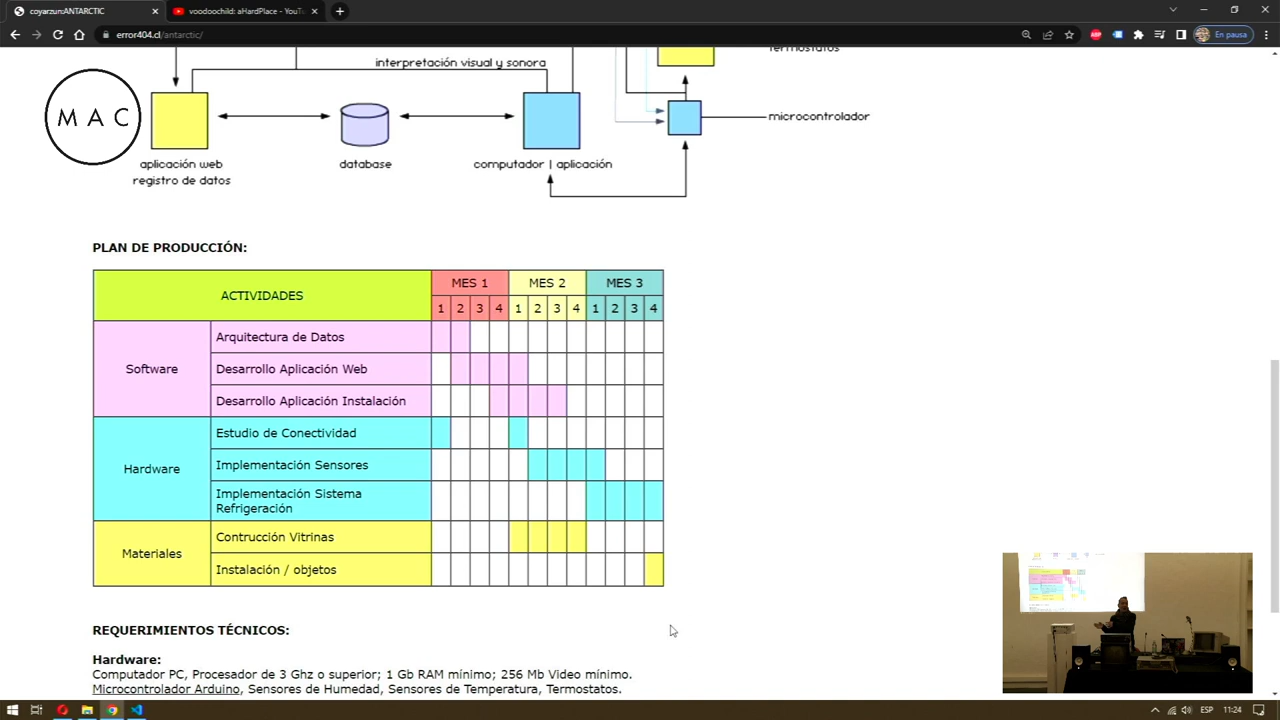 coyarzun:ANTARCTIC
voodoochild: aHardPlace - YouTu
error404.cl/antarctic/
ABP
En pausa
termostatos
interpretación visual y sonora
M A C
microcontrolador
aplicación web
registro de datos
database
computador | aplicación
PLAN DE PRODUCCIÓN:
ACTIVIDADES
MES 1 MES 2 MES 3
1 2 3 4 1 2 3 4 1 2 3 4
Software
Arquitectura de Datos
Desarrollo Aplicación Web
Desarrollo Aplicación Instalación
Hardware
Estudio de Conectividad
Implementación Sensores
Implementación Sistema
Refrigeración
Materiales
Contrucción Vitrinas
Instalación / objetos
REQUERIMIENTOS TÉCNICOS:
Hardware:
Computador PC, Procesador de 3 Ghz o superior; 1 Gb RAM mínimo; 256 Mb Video mínimo.
Microcontrolador Arduino, Sensores de Humedad, Sensores de Temperatura, Termostatos.
ESP
11:24